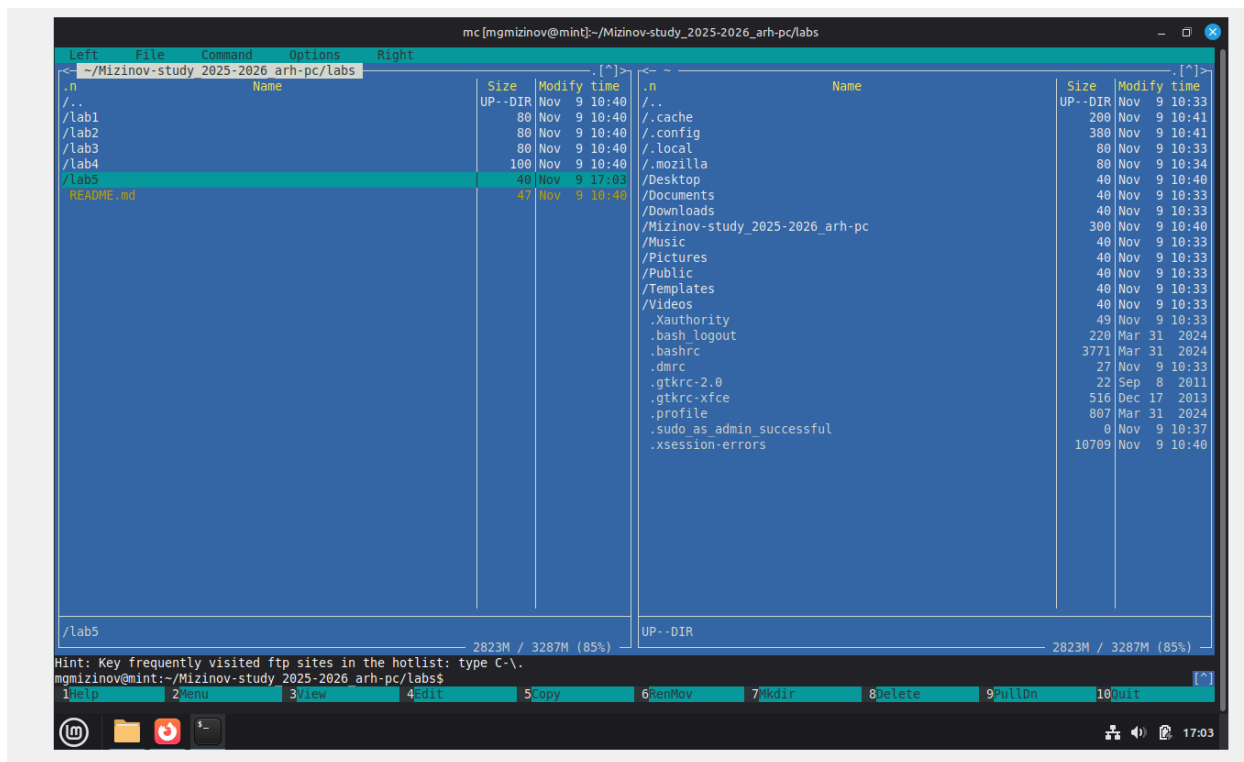 mc [mgmizinov@mint]:~/Mizinov-study_2025-2026_arh-pc/labs
Left File Command Options Right
<- ~/Mizinov-study_2025-2026_arh-pc/labs .[^]>
.n Name Size Modify time
/.. UP--DIR Nov 9 10:40
/lab1 80 Nov 9 10:40
/lab2 80 Nov 9 10:40
/lab3 80 Nov 9 10:40
/lab4 100 Nov 9 10:40
/lab5 40 Nov 9 17:03
README.md 47 Nov 9 10:40
/lab5
2823M / 3287M (85%)
<- ~ .[^]>
.n Name Size Modify time
/.. UP--DIR Nov 9 10:33
/.cache 200 Nov 9 10:41
/.config 380 Nov 9 10:41
/.local 80 Nov 9 10:33
/.mozilla 80 Nov 9 10:34
/Desktop 40 Nov 9 10:40
/Documents 40 Nov 9 10:33
/Downloads 40 Nov 9 10:33
/Mizinov-study_2025-2026_arh-pc 300 Nov 9 10:40
/Music 40 Nov 9 10:33
/Pictures 40 Nov 9 10:33
/Public 40 Nov 9 10:33
/Templates 40 Nov 9 10:33
/Videos 40 Nov 9 10:33
.Xauthority 49 Nov 9 10:33
.bash_logout 220 Mar 31 2024
.bashrc 3771 Mar 31 2024
.dmrc 27 Nov 9 10:33
.gtkrc-2.0 22 Sep 8 2011
.gtkrc-xfce 516 Dec 17 2013
.profile 807 Mar 31 2024
.sudo_as_admin_successful 0 Nov 9 10:37
.xsession-errors 10709 Nov 9 10:40
UP--DIR
2823M / 3287M (85%)
Hint: Key frequently visited ftp sites in the hotlist: type C-\.
mgmizinov@mint:~/Mizinov-study_2025-2026_arh-pc/labs$ [^]
1Help 2Menu 3View 4Edit 5Copy 6RenMov 7Mkdir 8Delete 9PullDn 10Quit
$_
17:03